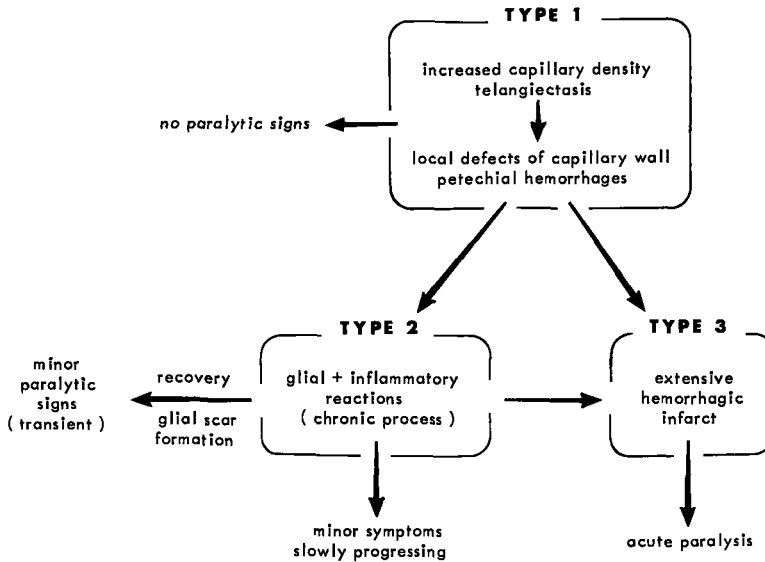 TYPE 1
increased capillary density
telangiectasis
no paralytic signs
local defects of capillary wall
petechial hemorrhages
TYPE 2
TYPE 3
minor
paralytic
signs
( transient )
recovery
glial scar
formation
glial + inflammatory
reactions
( chronic process )
extensive
hemorrhagic
infarct
minor symptoms
slowly progressing
acute paralysis